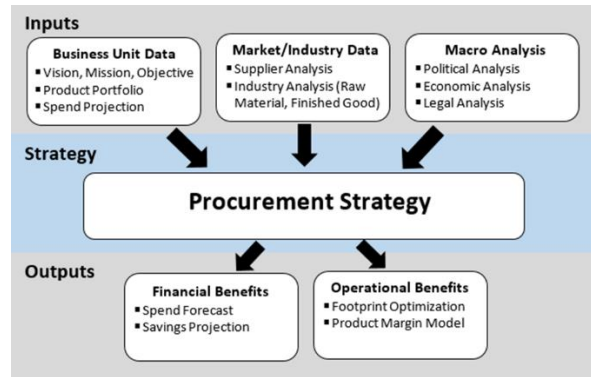 Inputs
Business Unit Data
▪ Vision, Mission, Objective
▪ Product Portfolio
▪ Spend Projection
Market/Industry Data
▪ Supplier Analysis
▪ Industry Analysis (Raw
Material, Finished Good)
Macro Analysis
▪ Political Analysis
▪ Economic Analysis
▪ Legal Analysis
Strategy
Procurement Strategy
Outputs
Financial Benefits
▪ Spend Forecast
▪ Savings Projection
Operational Benefits
▪ Footprint Optimization
▪ Product Margin Model